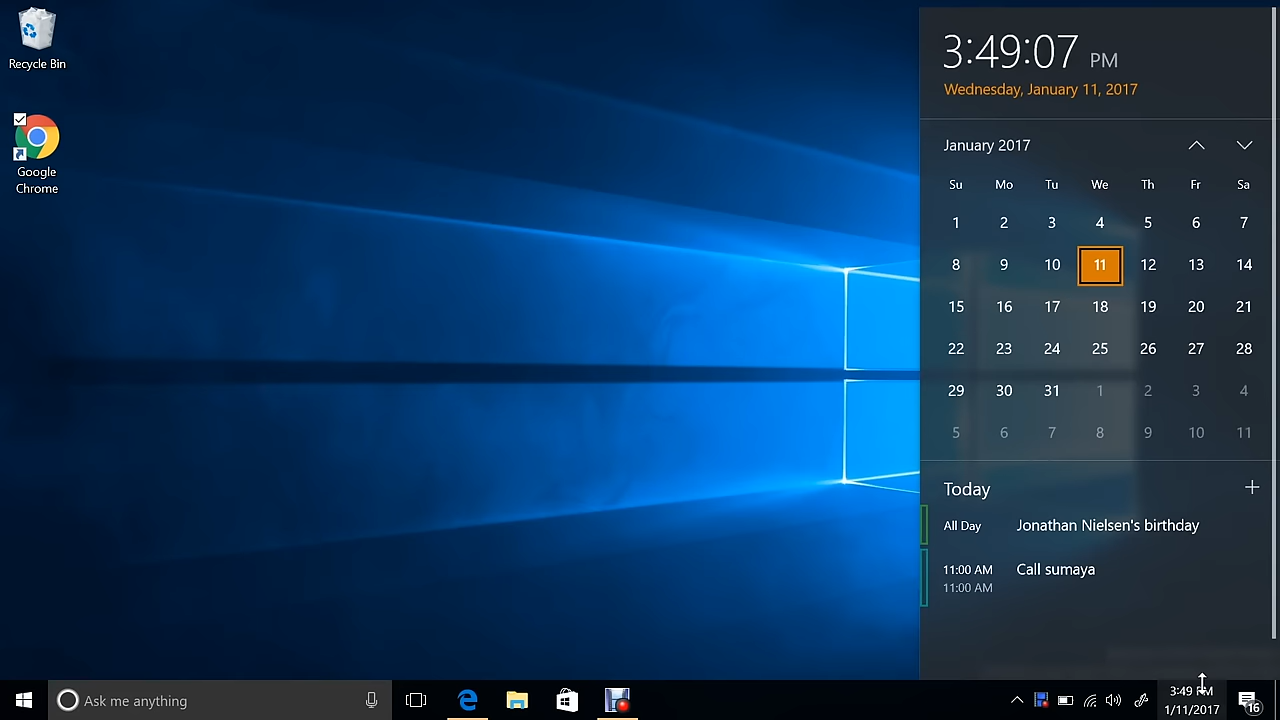 Recycle Bin
Google
Chrome
3:49:07 PM
Wednesday, January 11, 2017
January 2017
Su Mo Tu We Th Fr Sa
1 2 3 4 5 6 7
8 9 10 11 12 13 14
15 16 17 18 19 20 21
22 23 24 25 26 27 28
29 30 31 1 2 3 4
5 6 7 8 9 10 11
Today
All Day Jonathan Nielsen's birthday
11:00 AM Call sumaya
11:00 AM
Ask me anything
3:49 PM
1/11/2017
16